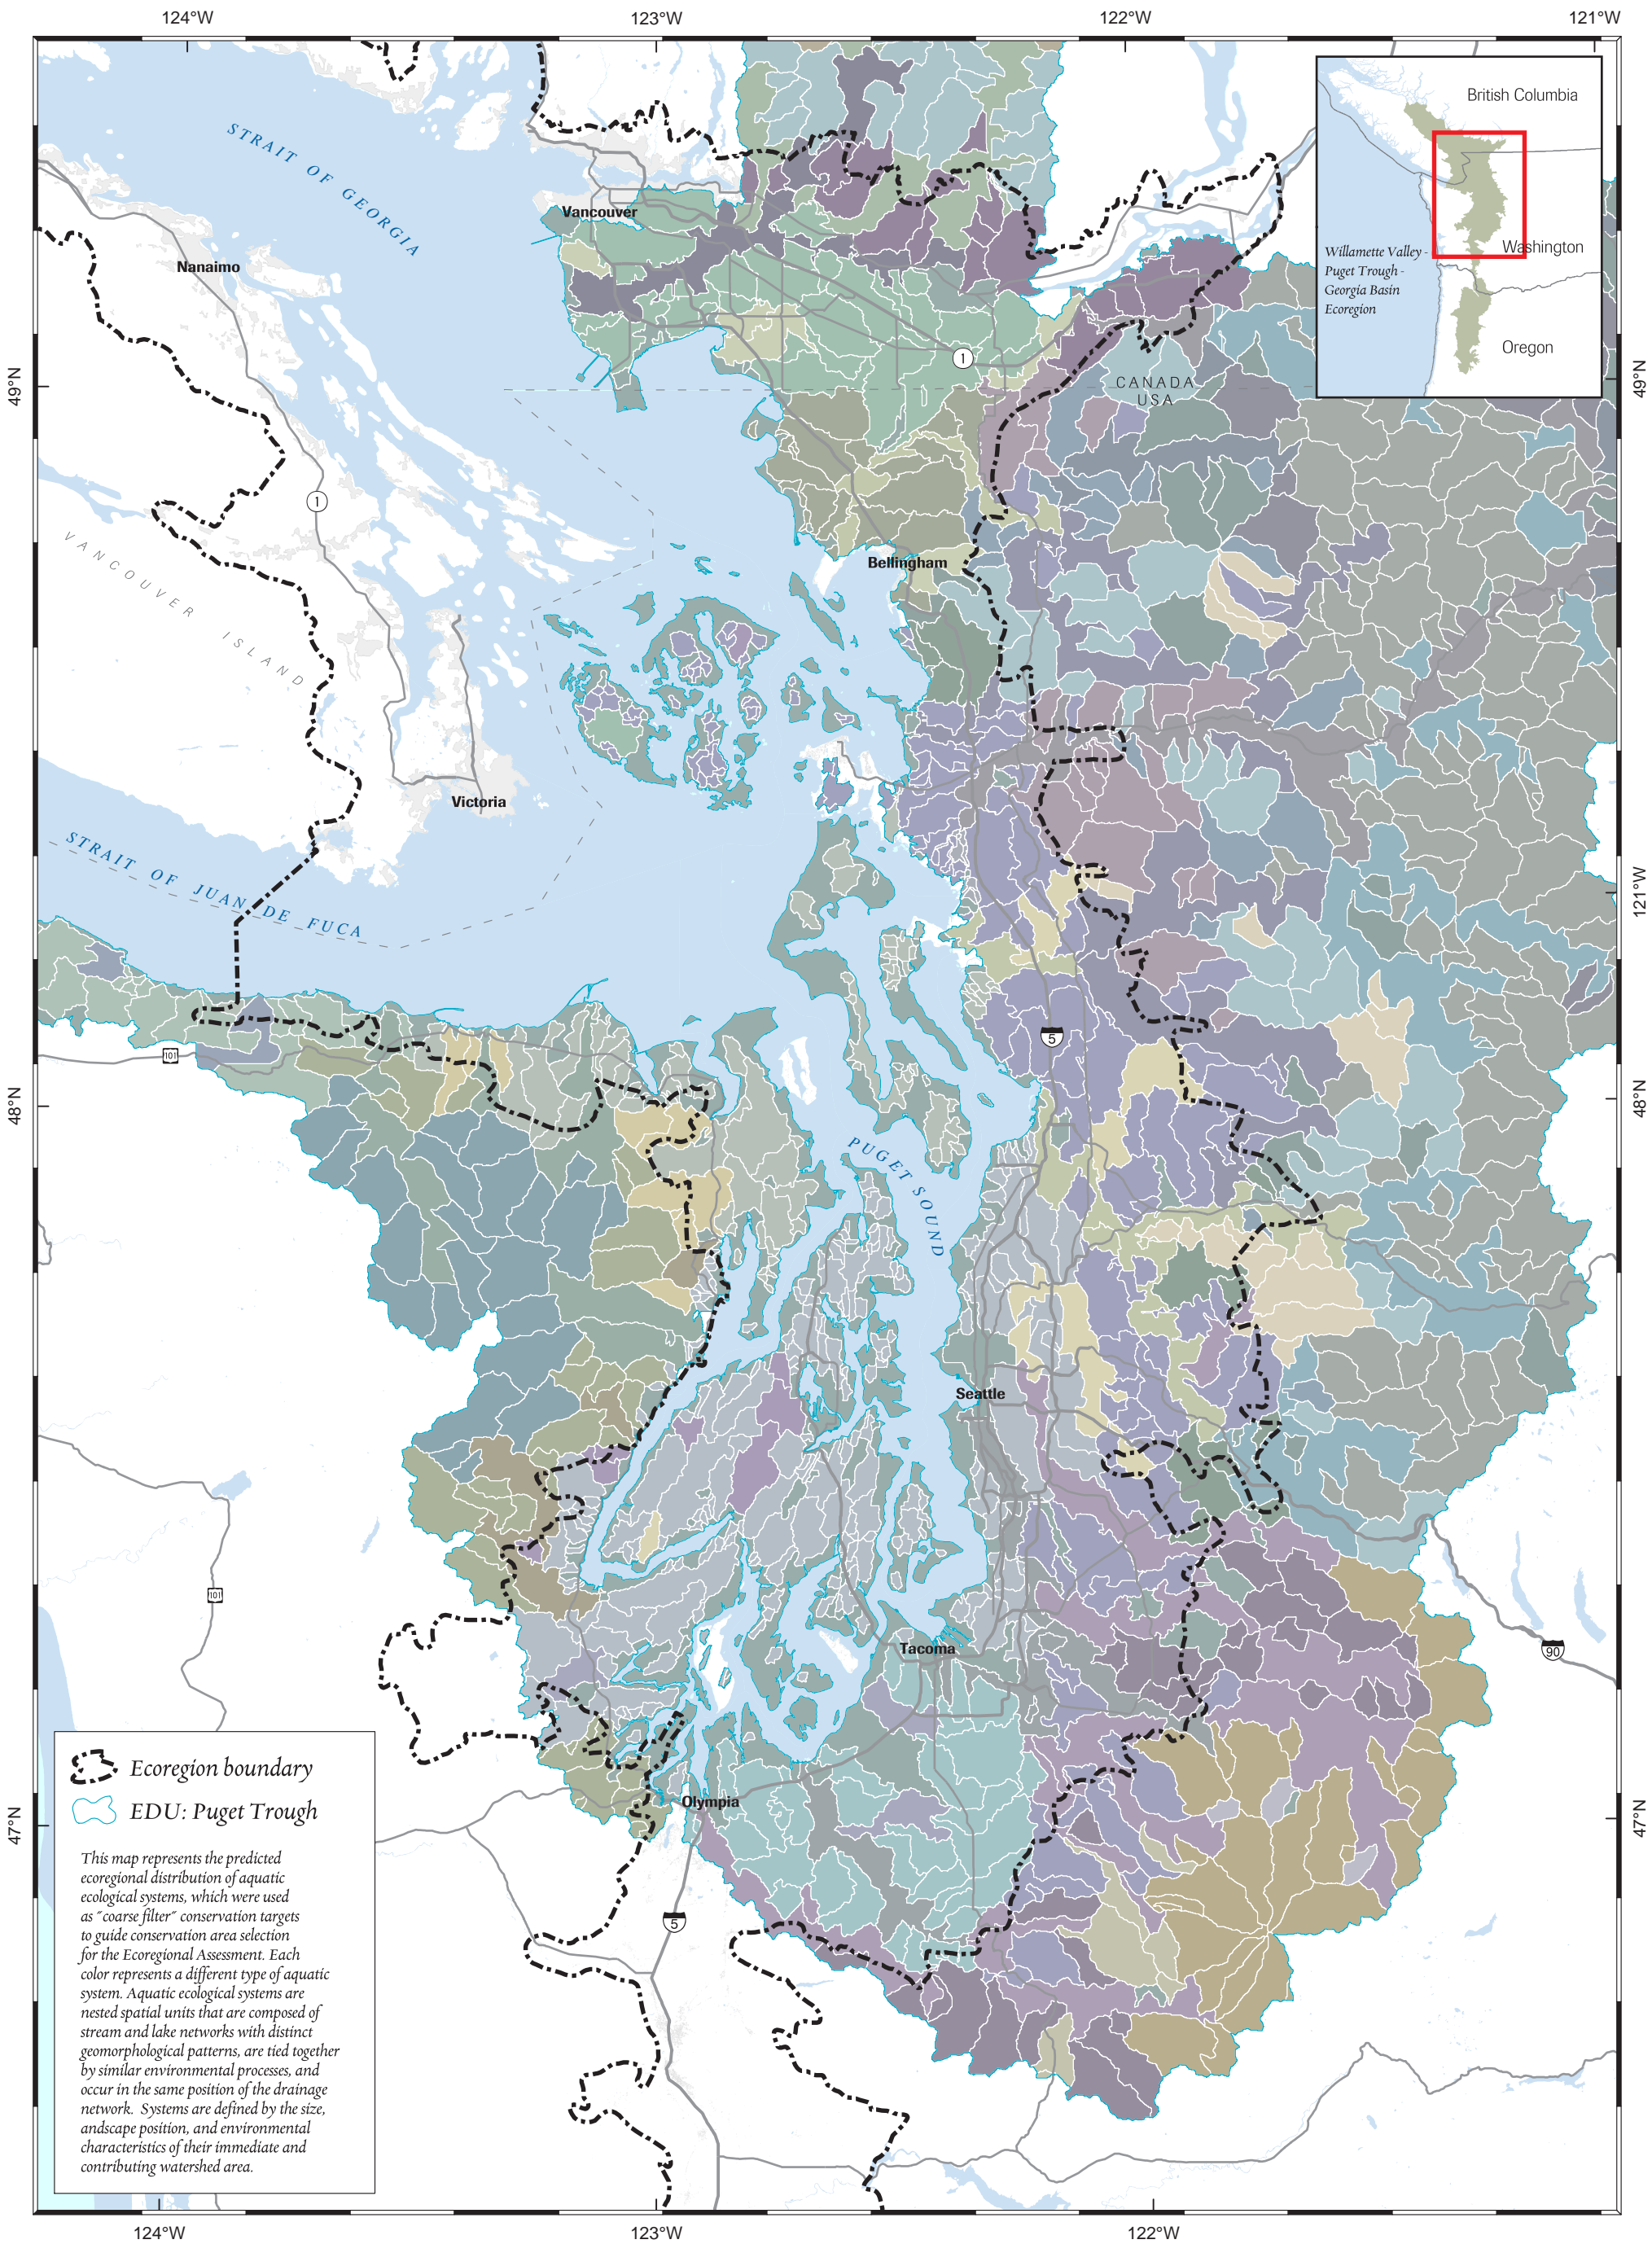 124°W
123°W
122°W
121°W
British Columbia
Washington
Willamette Valley -
Puget Trough -
Georgia Basin
Ecoregion
Oregon
STRAIT OF GEORGIA
Vancouver
Nanaimo
1
49°N
49°N
CANADA
USA
1
VANCOUVER ISLAND
Bellingham
Victoria
STRAIT OF JUAN DE FUCA
121°W
101
5
48°N
48°N
PUGET SOUND
Seattle
101
Tacoma
90
Olympia
47°N
47°N
5
Ecoregion boundary
EDU: Puget Trough
This map represents the predicted
ecoregional distribution of aquatic
ecological systems, which were used
as "coarse filter" conservation targets
to guide conservation area selection
for the Ecoregional Assessment. Each
color represents a different type of aquatic
system. Aquatic ecological systems are
nested spatial units that are composed of
stream and lake networks with distinct
geomorphological patterns, are tied together
by similar environmental processes, and
occur in the same position of the drainage
network. Systems are defined by the size,
andscape position, and environmental
characteristics of their immediate and
contributing watershed area.
124°W
123°W
122°W